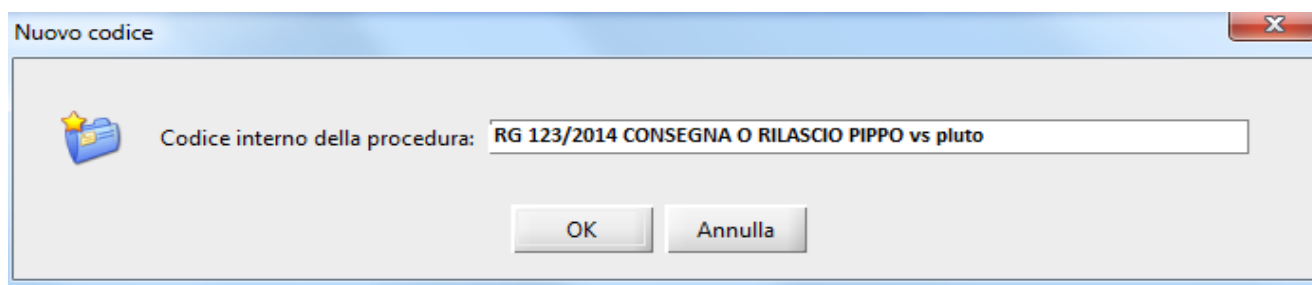 Nuovo codice
Codice interno della procedura: RG 123/2014 CONSEGNA O RILASCIO PIPPO vs pluto
OK Annulla